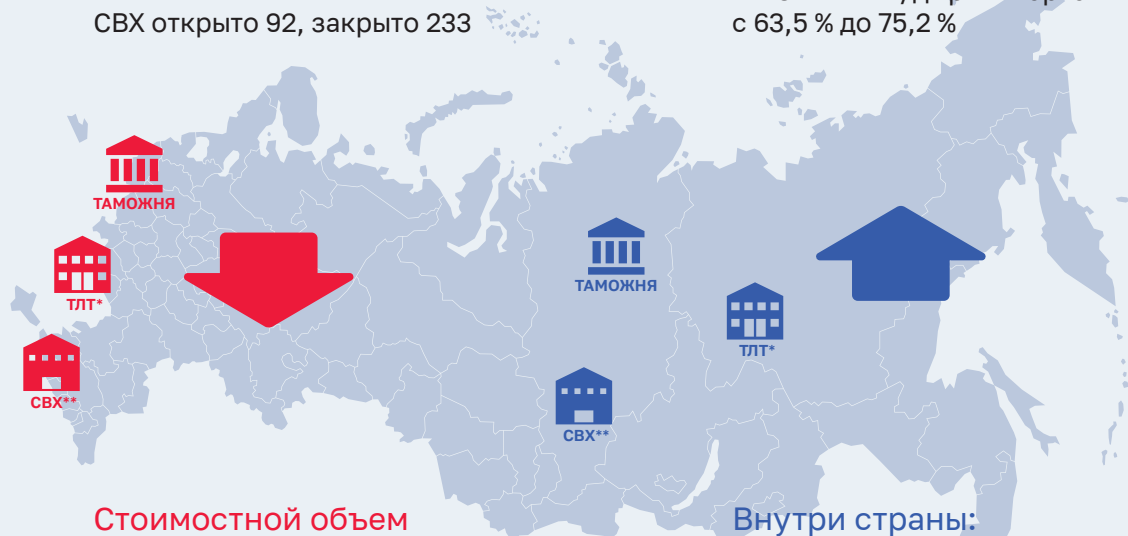 СВХ открыто 92, закрыто 233
с 63,5 % до 75,2 %
ТАМОЖНЯ
ТЛТ*
СВХ**
ТАМОЖНЯ
ТЛТ*
СВХ**
Стоимостной объем
Внутри страны: